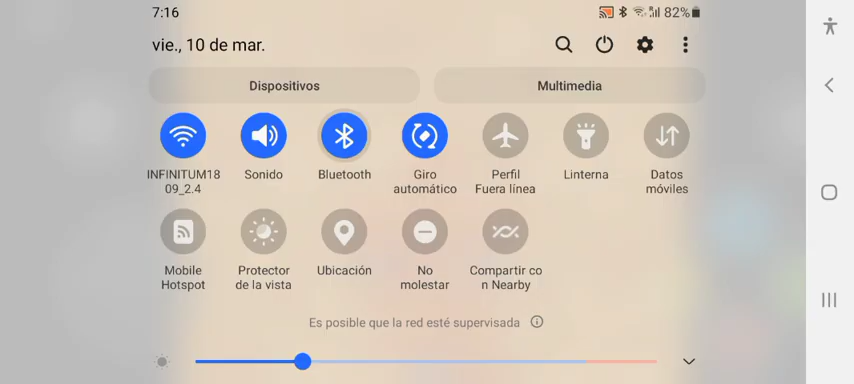 7:16
82%
vie., 10 de mar.
Dispositivos
Multimedia
INFINITUM18
09_2.4
Sonido
Bluetooth
Giro
automático
Perfil
Fuera línea
Linterna
Datos
móviles
Mobile
Hotspot
Protector
de la vista
Ubicación
No
molestar
Compartir co
n Nearby
Es posible que la red esté supervisada